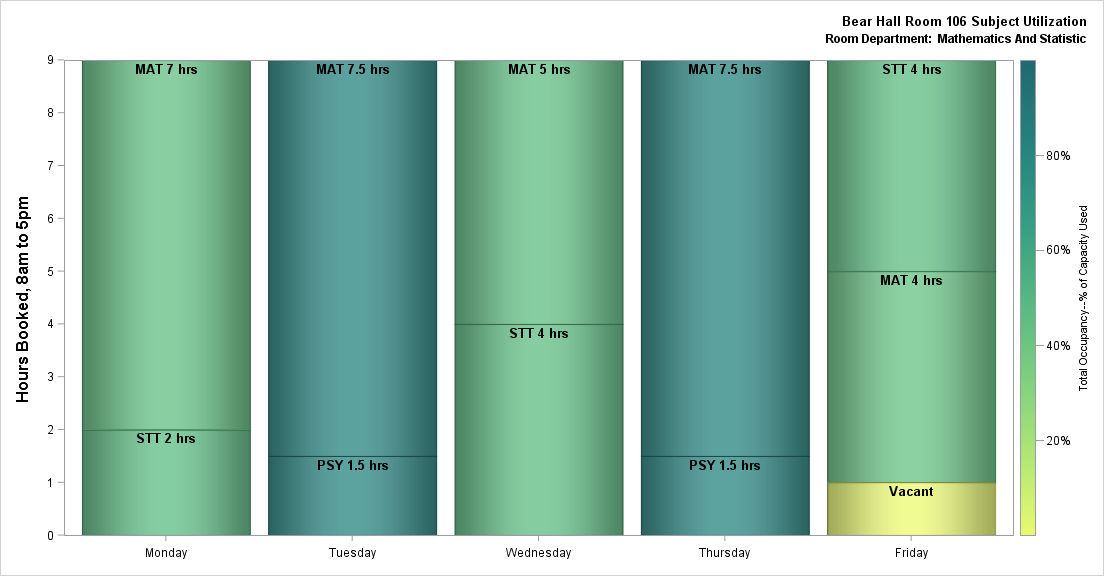 Bear Hall Room 106 Subject Utilization
Room Department: Mathematics And Statistic
Hours Booked, 8am to 5pm
9
8
7
6
5
4
3
2
1
0
MAT 7 hrs
STT 2 hrs
MAT 7.5 hrs
PSY 1.5 hrs
MAT 5 hrs
STT 4 hrs
MAT 7.5 hrs
PSY 1.5 hrs
STT 4 hrs
MAT 4 hrs
Vacant
Monday
Tuesday
Wednesday
Thursday
Friday
80%
60%
40%
20%
Total Occupancy--% of Capacity Used